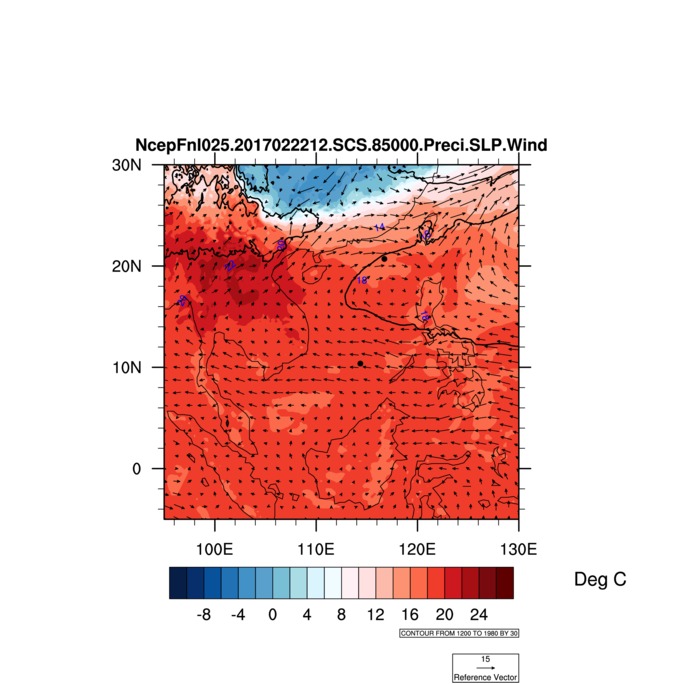 NcepFnl025.2017022212.SCS.85000.Preci.SLP.Wind
30N
20N
10N
0
100E
110E
120E
130E
14
18
18
-8
-4
0
4
8
12
16
20
24
Deg C
CONTOUR FROM 1200 TO 1980 BY 30
15
Reference Vector